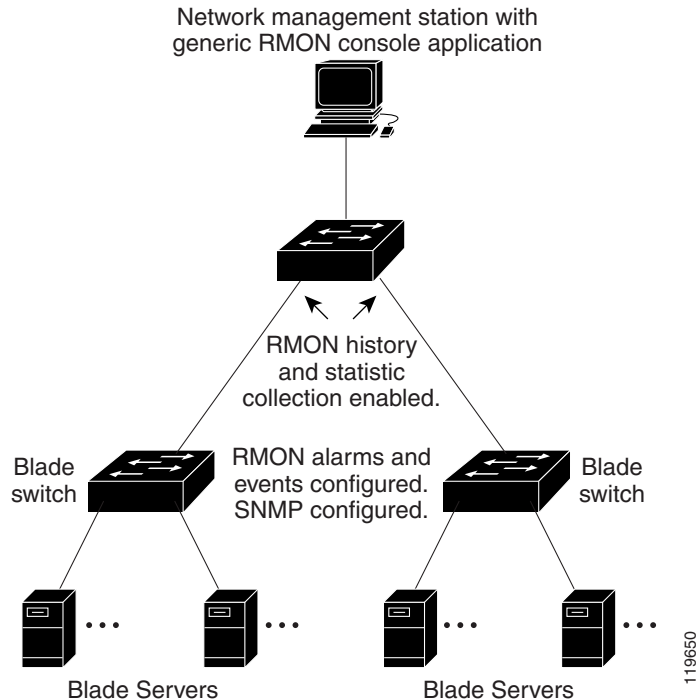 Network management station with
generic RMON console application
RMON history
and statistic
collection enabled.
Blade
switch
RMON alarms and
events configured.
SNMP configured.
Blade
switch
Blade Servers
Blade Servers
119650